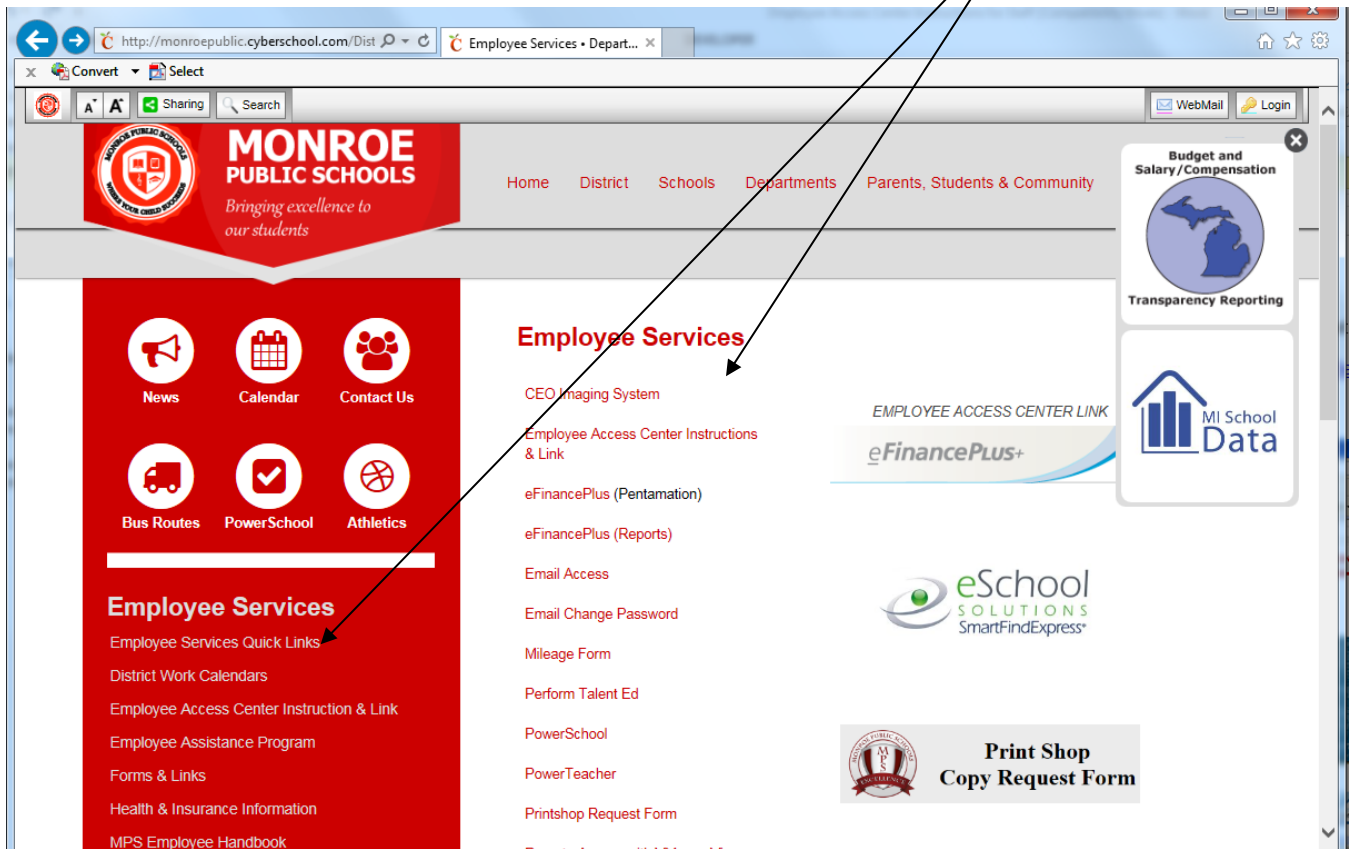 http://monroepublic.cyberschool.com/Dist
Employee Services • Depart...
x Convert Select
A A Sharing Search
WebMail Login
MONROE
PUBLIC SCHOOLS
Bringing excellence to
our students
Home District Schools Departments Parents, Students & Community
Budget and
Salary/Compensation
Transparency Reporting
MI School
Data
News Calendar Contact Us
Bus Routes PowerSchool Athletics
Employee Services
Employee Services Quick Links
District Work Calendars
Employee Access Center Instruction & Link
Employee Assistance Program
Forms & Links
Health & Insurance Information
MPS Employee Handbook
Employee Services
CEO Imaging System
Employee Access Center Instructions
& Link
eFinancePlus (Pentamation)
eFinancePlus (Reports)
Email Access
Email Change Password
Mileage Form
Perform Talent Ed
PowerSchool
PowerTeacher
Printshop Request Form
EMPLOYEE ACCESS CENTER LINK
eFinancePLUS+
eSchool
SOLUTIONS
SmartFindExpress
MPS
EXCELLENCE
Print Shop
Copy Request Form